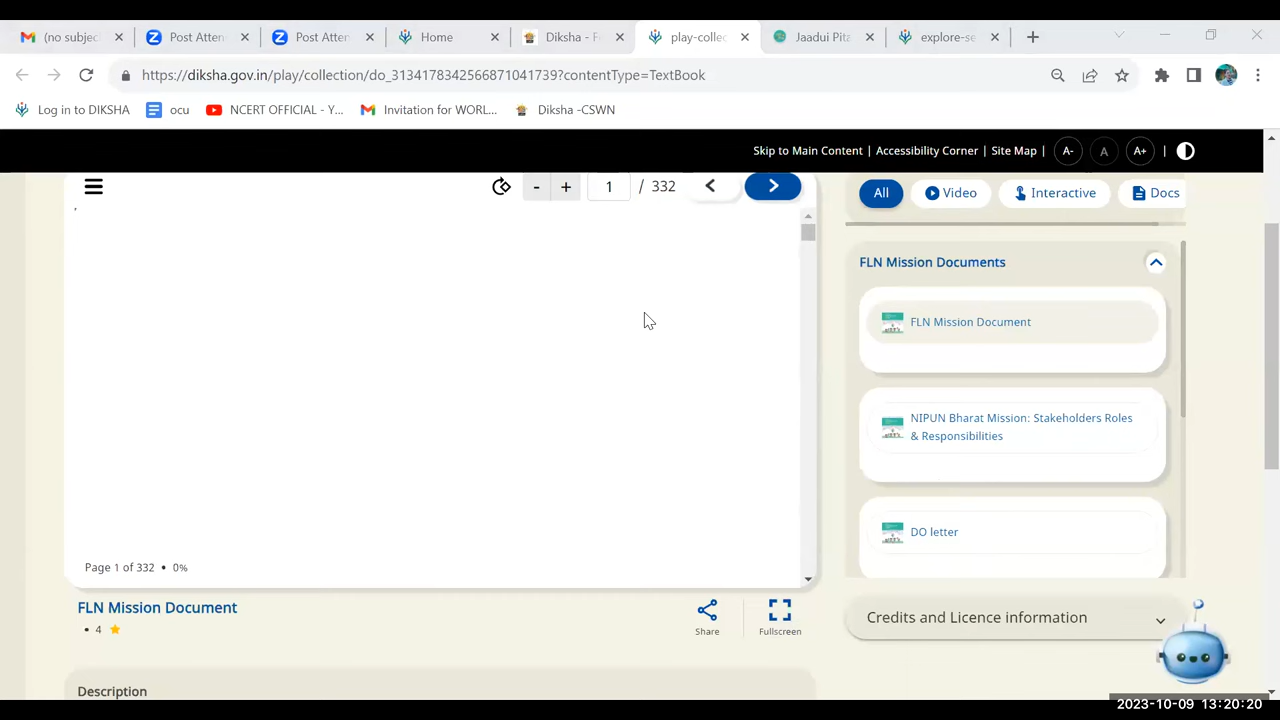 (no subjec
Post Atten
Post Atten
Home
Diksha - F
play-collec
Jaadui Pita
explore-se
https://diksha.gov.in/play/collection/do_3134178342566871041739?contentType=TextBook
Log in to DIKSHA
ocu
NCERT OFFICIAL - Y...
Invitation for WORL...
Diksha -CSWN
Skip to Main Content | Accessibility Corner | Site Map | A- A A+ |
1 / 332
All
Video
Interactive
Docs
FLN Mission Documents
FLN Mission Document
NIPUN Bharat Mission: Stakeholders Roles
& Responsibilities
DO letter
Page 1 of 332 • 0%
FLN Mission Document
• 4
Share
Fullscreen
Credits and Licence information
Description
2023-10-09 13:20:20